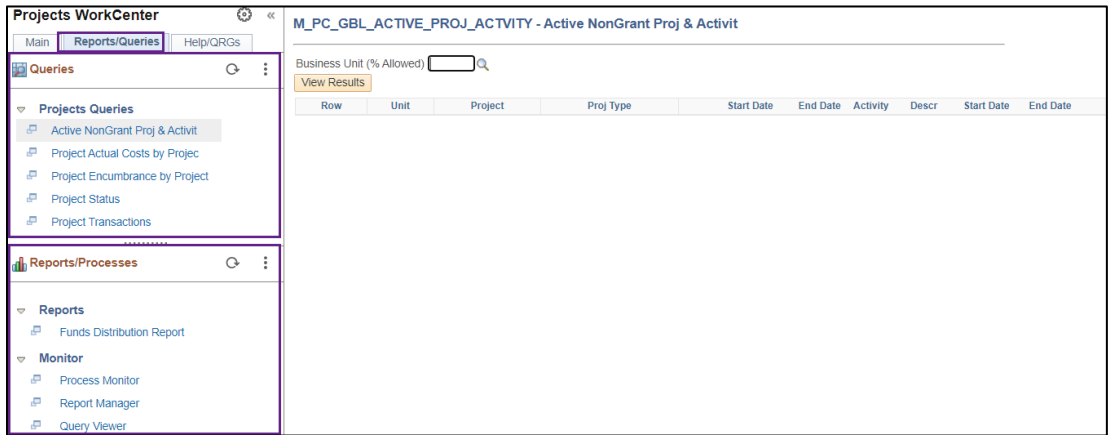 Projects WorkCenter
Main Reports/Queries Help/QRGs
Queries
Projects Queries
Active NonGrant Proj & Activit
Project Actual Costs by Projec
Project Encumbrance by Project
Project Status
Project Transactions
Reports/Processes
Reports
Funds Distribution Report
Monitor
Process Monitor
Report Manager
Query Viewer
M_PC_GBL_ACTIVE_PROJ_ACTVITY - Active NonGrant Proj & Activit
Business Unit (% Allowed)
View Results
Row Unit Project Proj Type Start Date End Date Activity Descr Start Date End Date